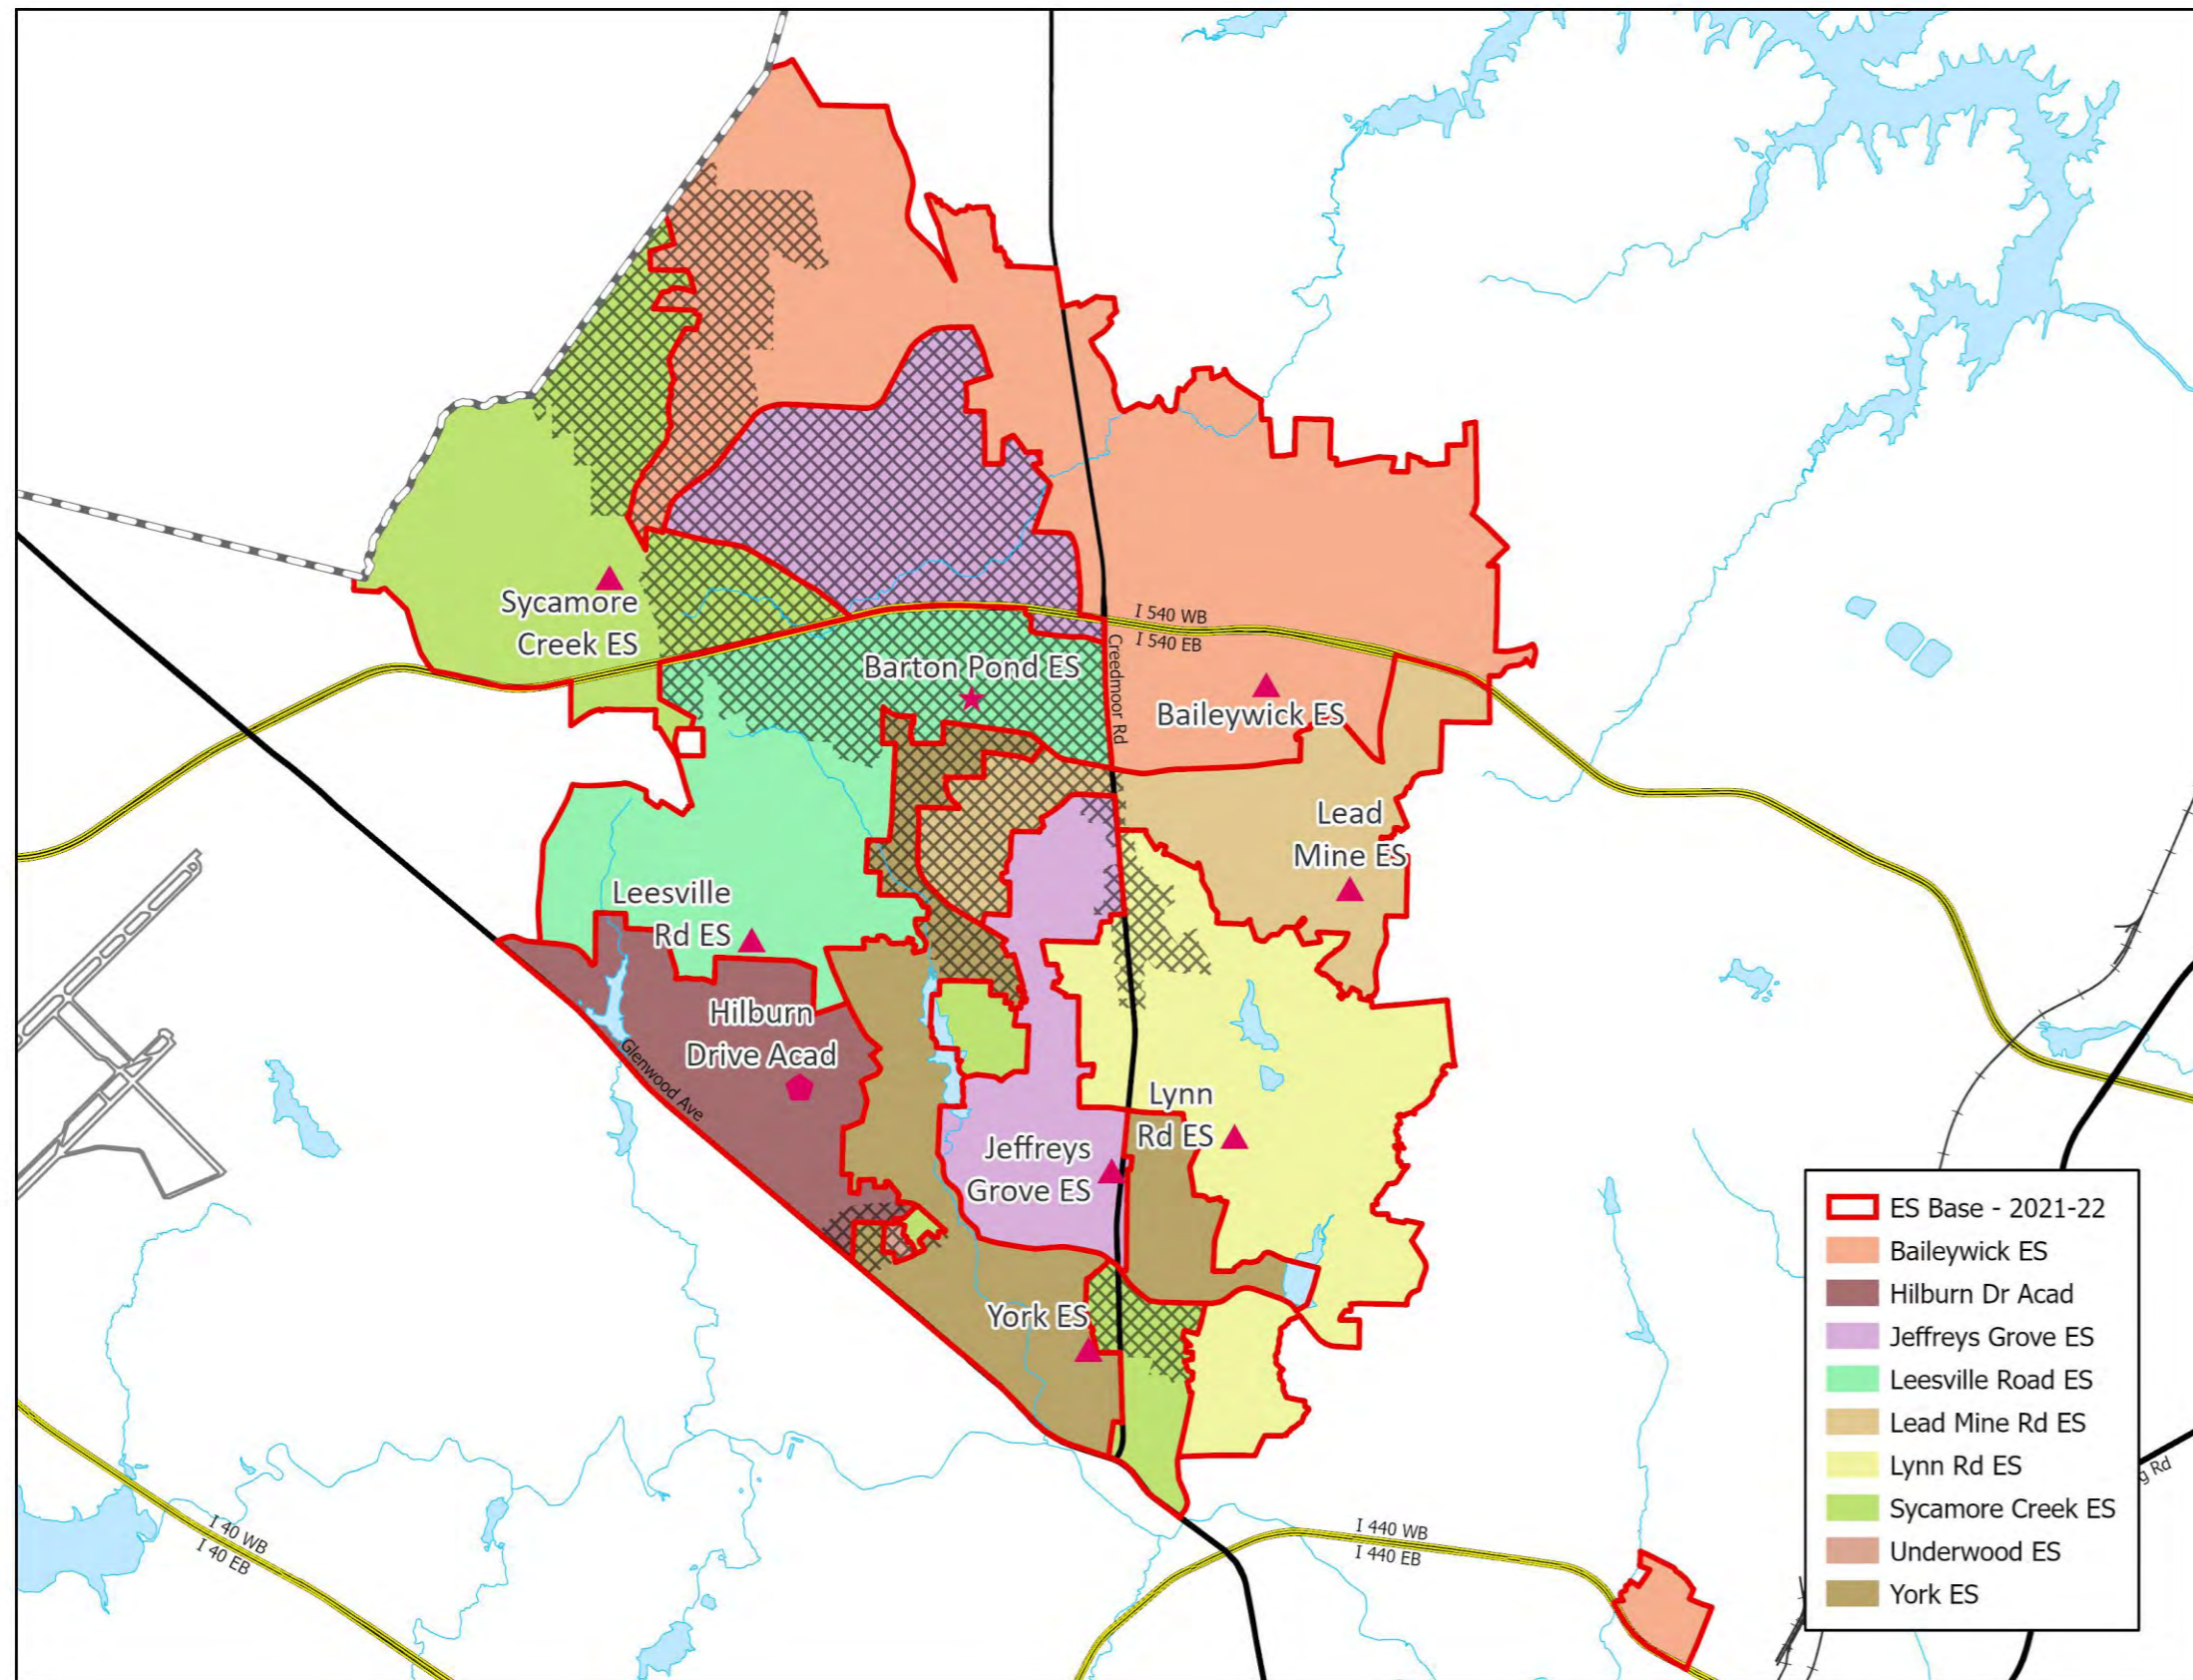 I 540 WB
I 540 EB
Creedmoor Rd
Sycamore
Creek ES
Barton Pond ES
Baileywick ES
Lead
Mine ES
Leesville
Rd ES
Hilburn
Drive Acad
Glenwood Ave
Lynn
Rd ES
Jeffreys
Grove ES
York ES
I 40 WB
I 40 EB
I 440 WB
I 440 EB
g Rd
ES Base - 2021-22
Baileywick ES
Hilburn Dr Acad
Jeffreys Grove ES
Leesville Road ES
Lead Mine Rd ES
Lynn Rd ES
Sycamore Creek ES
Underwood ES
York ES